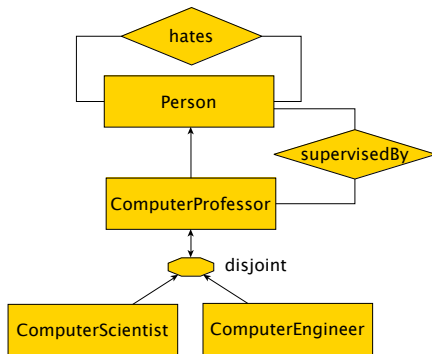 hates
Person
supervisedBy
ComputerProfessor
disjoint
ComputerScientist
ComputerEngineer